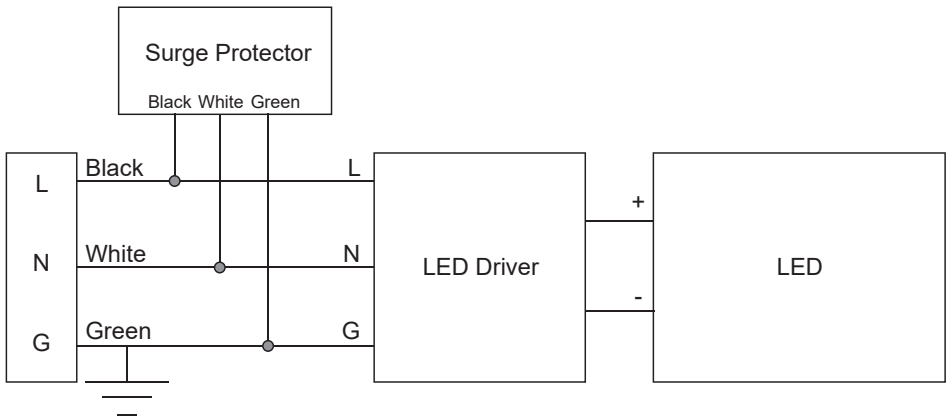 Surge Protector
Black White Green
L
Black
L
N
White
N
G
Green
G
LED Driver
+
-
LED